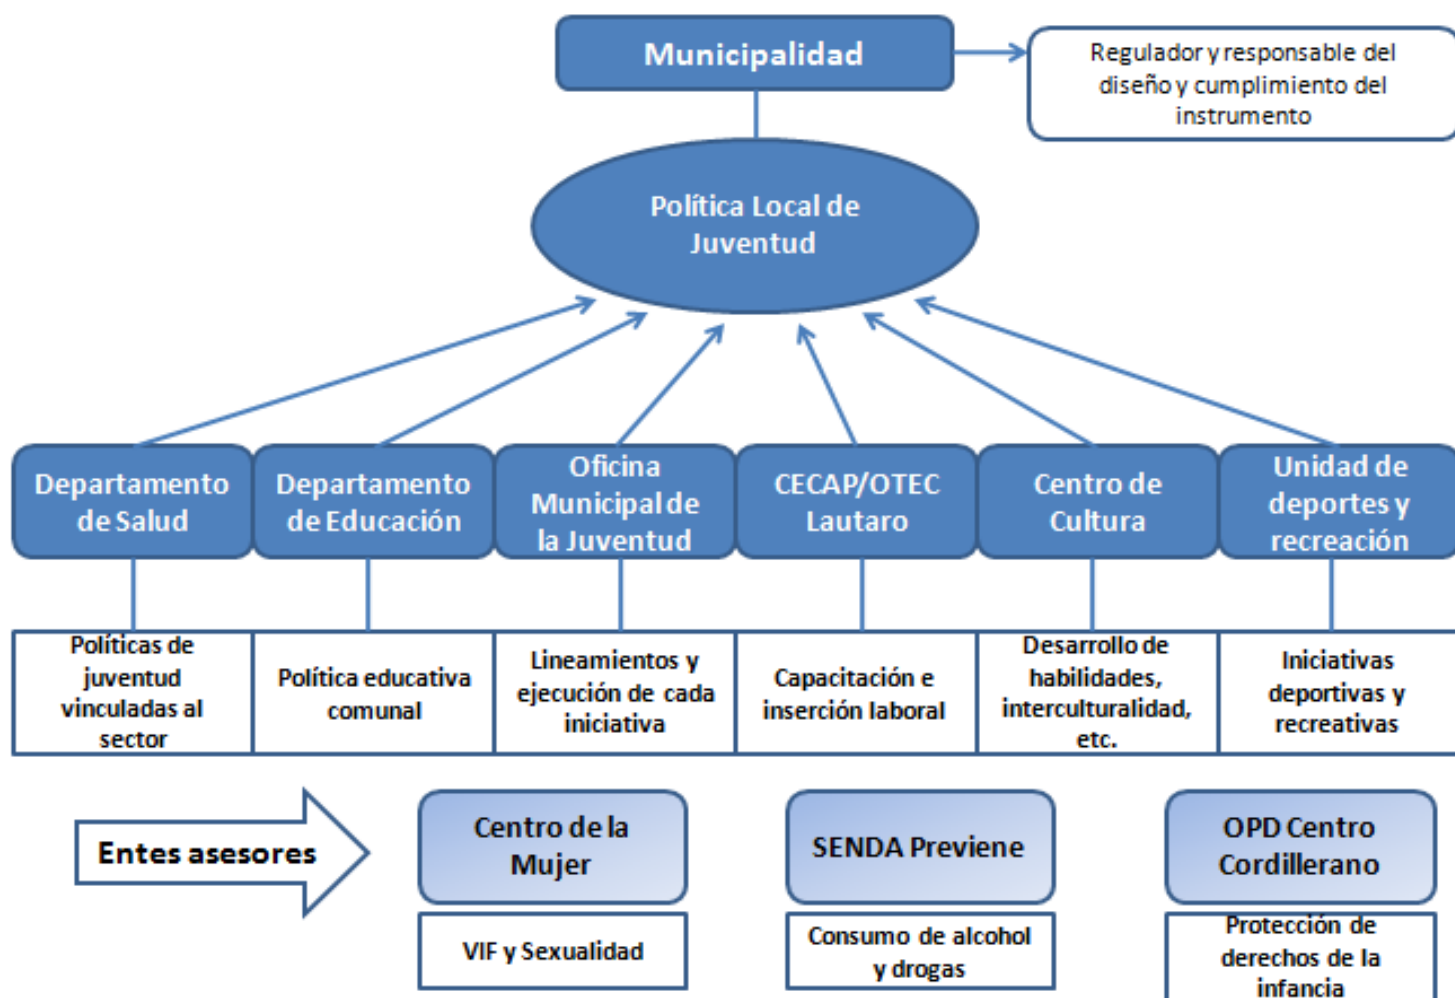 Municipalidad
Regulador y responsable del
diseño y cumplimiento del
instrumento
Política Local de
Juventud
Departamento
de Salud
Departamento
de Educación
Oficina
Municipal de
la Juventud
CECAP/OTEC
Lautaro
Centro de
Cultura
Unidad de
deportes y
recreación
Políticas de
juventud
vinculadas al
sector
Política educativa
comunal
Lineamientos y
ejecución de cada
iniciativa
Capacitación e
inserción laboral
Desarrollo de
habilidades,
interculturalidad,
etc.
Iniciativas
deportivas y
recreativas
Entes asesores
Centro de la
Mujer
SENDA Previene
OPD Centro
Cordillerano
VIF y Sexualidad
Consumo de alcohol
y drogas
Protección de
derechos de la
infancia